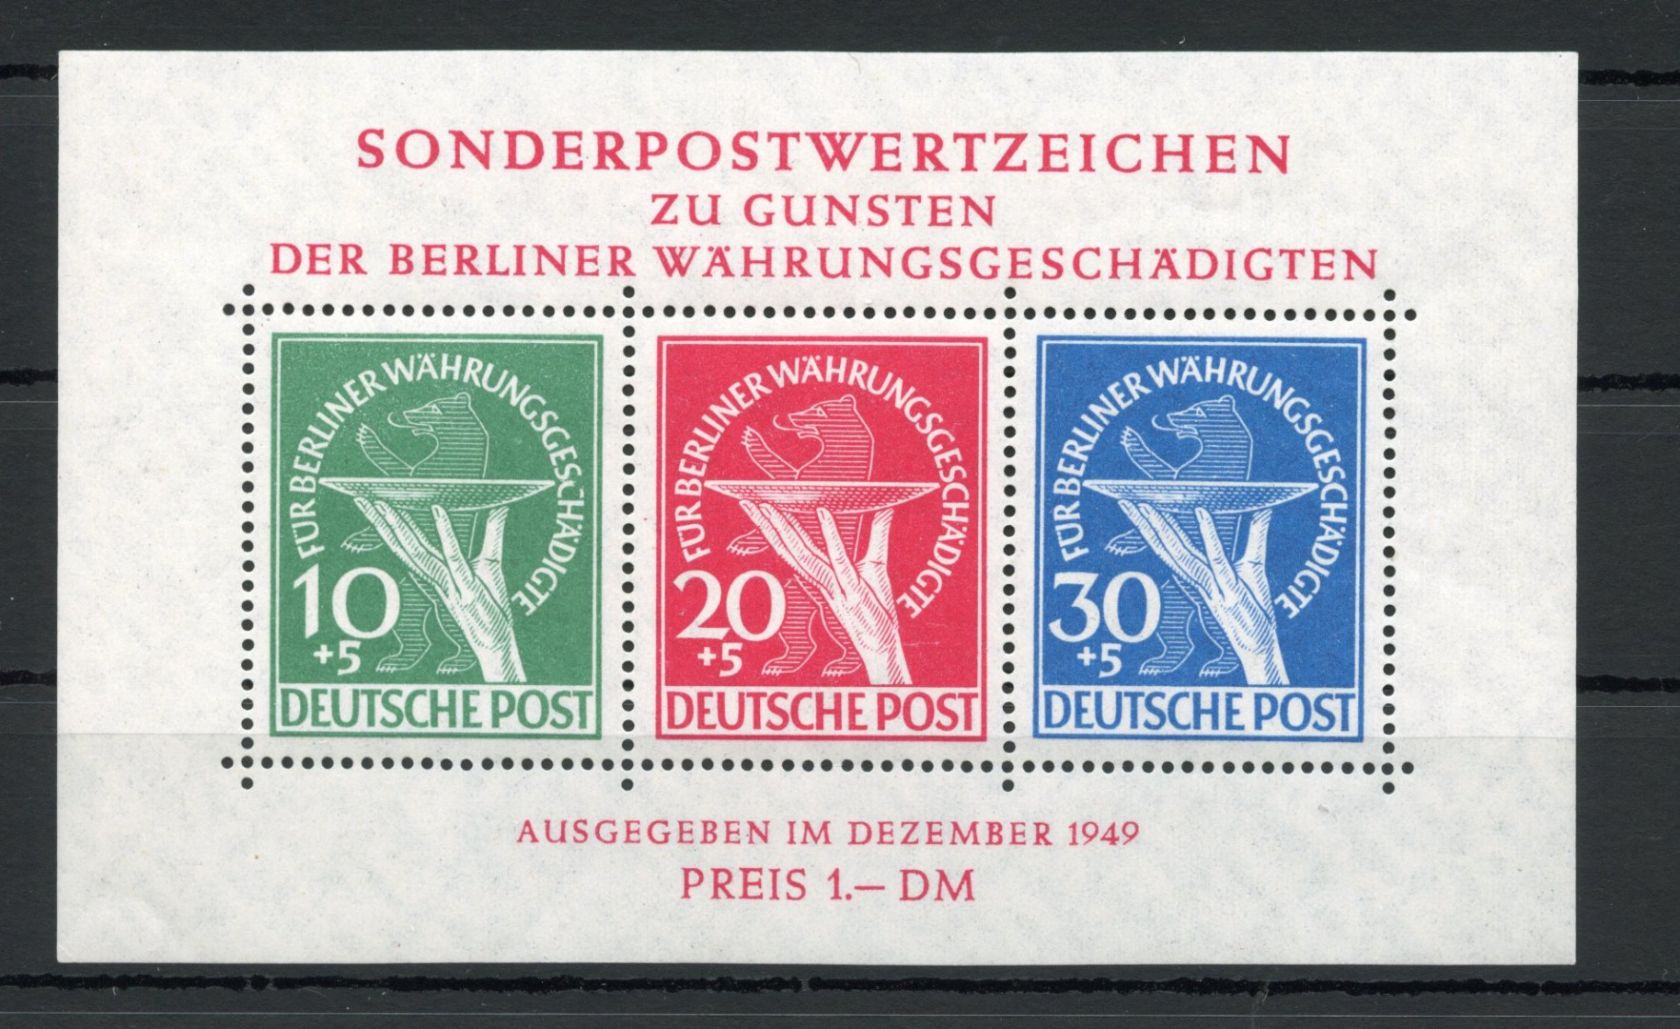 SONDERPOSTWERTZEICHEN
ZU GUNSTEN
DER BERLINER WÄHRUNGSGESCHÄDIGTEN
FÜR BERLINER WÄHRUNGSGESCHÄDIGTE
10
+5
DEUTSCHE POST
FÜR BERLINER WÄHRUNGSGESCHÄDIGTE
20
+5
DEUTSCHE POST
FÜR BERLINER WÄHRUNGSGESCHÄDIGTE
30
+5
DEUTSCHE POST
AUSGEGEBEN IM DEZEMBER 1949
PREIS 1.— DM